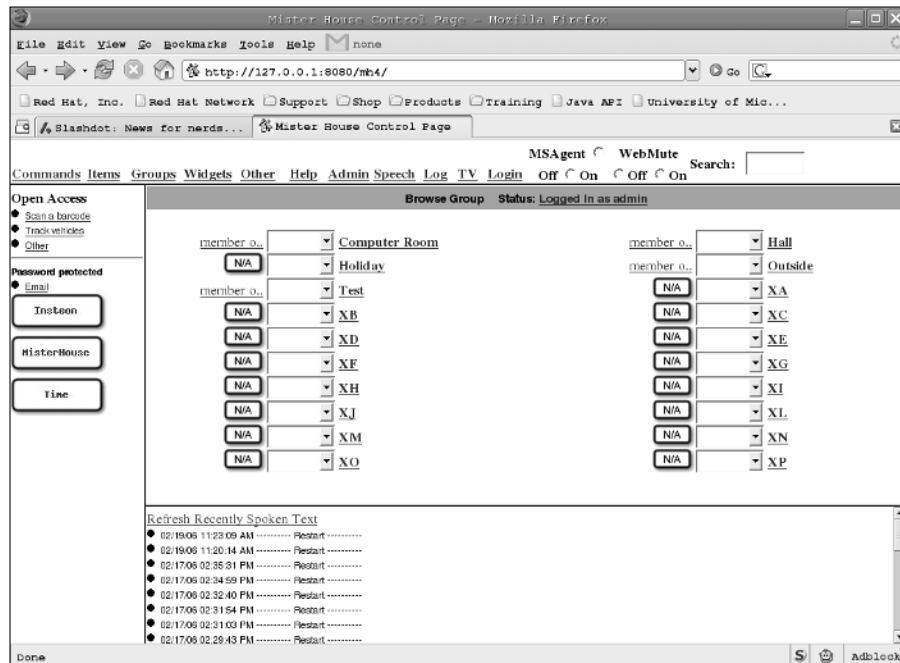 Mister House Control Page - Mozilla Firefox
File Edit View Go Bookmarks Tools Help none
http://127.0.0.1:8080/mh4/ Go G
Red Hat, Inc. Red Hat Network Support Shop Products Training Java API University of Mic...
Slashdot: News for nerds... Mister House Control Page
MSAgent WebMute Search:
Commands Items Groups Widgets Other Help Admin Speech Log TV Login Off On Off On
Open Access
Scan a barcode
Track vehicles
Other
Password protected
Email
Insteon
MisterHouse
Time
Browse Group Status: Logged In as admin
member o.. Computer Room member o.. Hall
N/A Holiday member o.. Outside
member o.. Test N/A XA
N/A XB N/A XC
N/A XD N/A XE
N/A XF N/A XG
N/A XH N/A XI
N/A XJ N/A XL
N/A XM N/A XN
N/A XO N/A XP
Refresh Recently Spoken Text
02/19/06 11:23:09 AM ---------- Restart ----------
02/19/06 11:20:14 AM ---------- Restart ----------
02/17/06 02:35:31 PM ---------- Restart ----------
02/17/06 02:34:59 PM ---------- Restart ----------
02/17/06 02:32:40 PM ---------- Restart ----------
02/17/06 02:31:54 PM ---------- Restart ----------
02/17/06 02:31:03 PM ---------- Restart ----------
02/17/06 02:29:43 PM ---------- Restart ----------
Done S Adblock